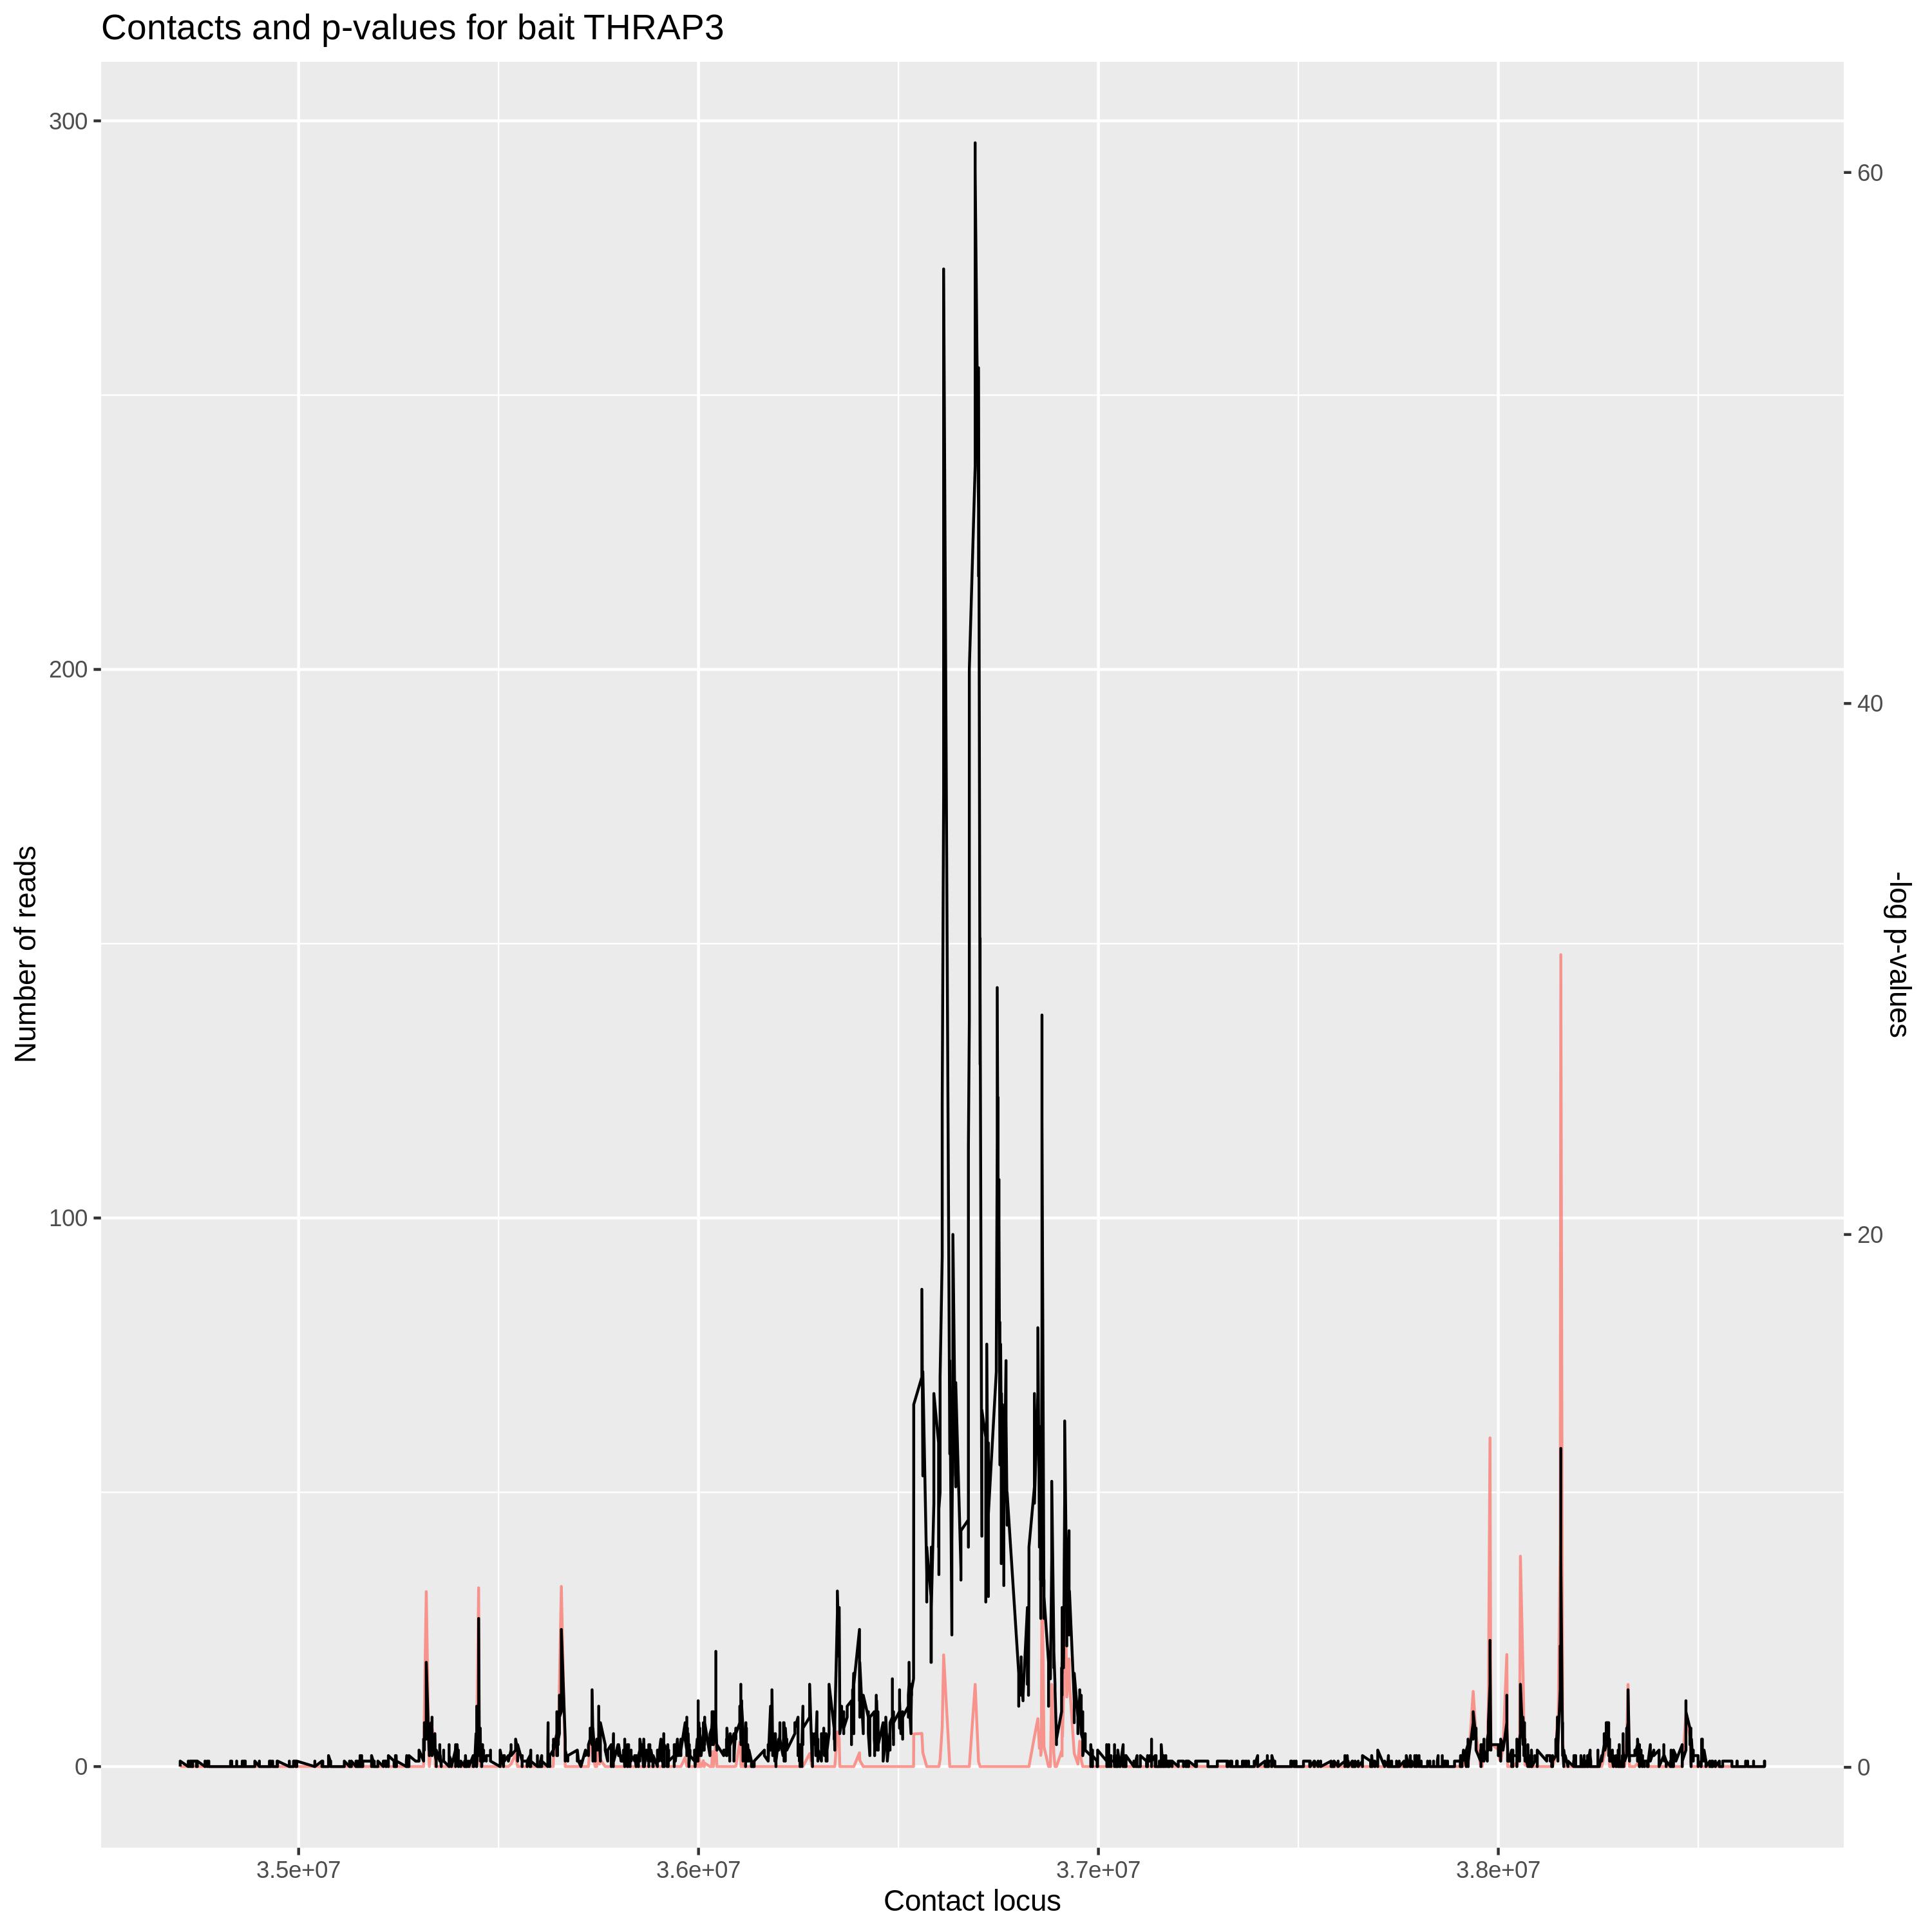 Contacts and p-values for bait THRAP3
300
200
100
0
Number of reads
60
40
20
0
-log p-values
3.5e+07
3.6e+07
3.7e+07
3.8e+07
Contact locus